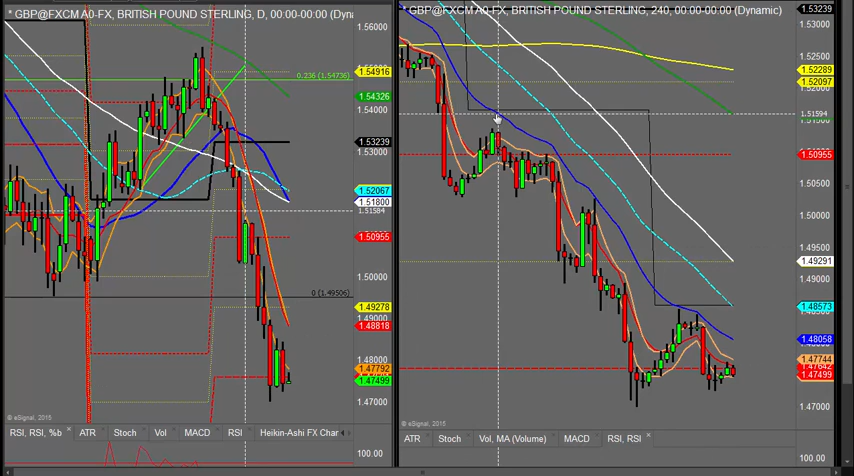 * GBP@FXCM A0-FX, BRITISH POUND STERLING, D, 00:00-00:00 (Dyna
1.56000
1.54916
0.236 (1.54736)
1.54326
1.54000
1.53239
1.53000
1.52067
1.51800
1.51584
1.50955
1.50000
0 (1.49506)
1.49278
1.49000
1.48818
1.48000
1.47792
1.47499
1.47000
© eSignal, 2015
RSI, RSI, %b
ATR
Stoch
Vol
MACD
RSI
Heikin-Ashi FX Char
100.00
* GBP@FXCM A0-FX, BRITISH POUND STERLING, 240, 00:00-00:00 (Dynamic)
1.53239
1.53000
1.52500
1.52289
1.52097
1.51594
1.50955
1.50500
1.50000
1.49500
1.49291
1.48573
1.48058
1.47744
1.47642
1.47499
1.47000
© eSignal, 2015
ATR
Stoch
Vol, MA (Volume)
MACD
RSI, RSI
100.00